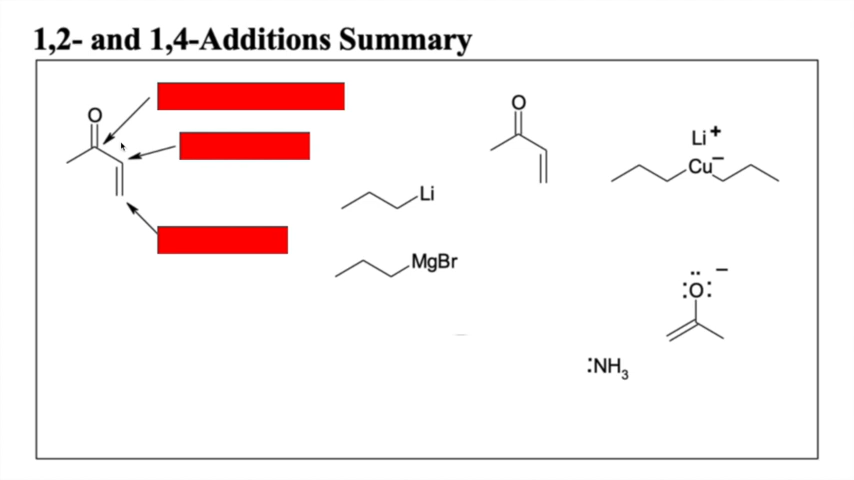 1,2- and 1,4-Additions Summary
O
O
Li+
Cu−
Li
MgBr
:Ö: −
:NH3